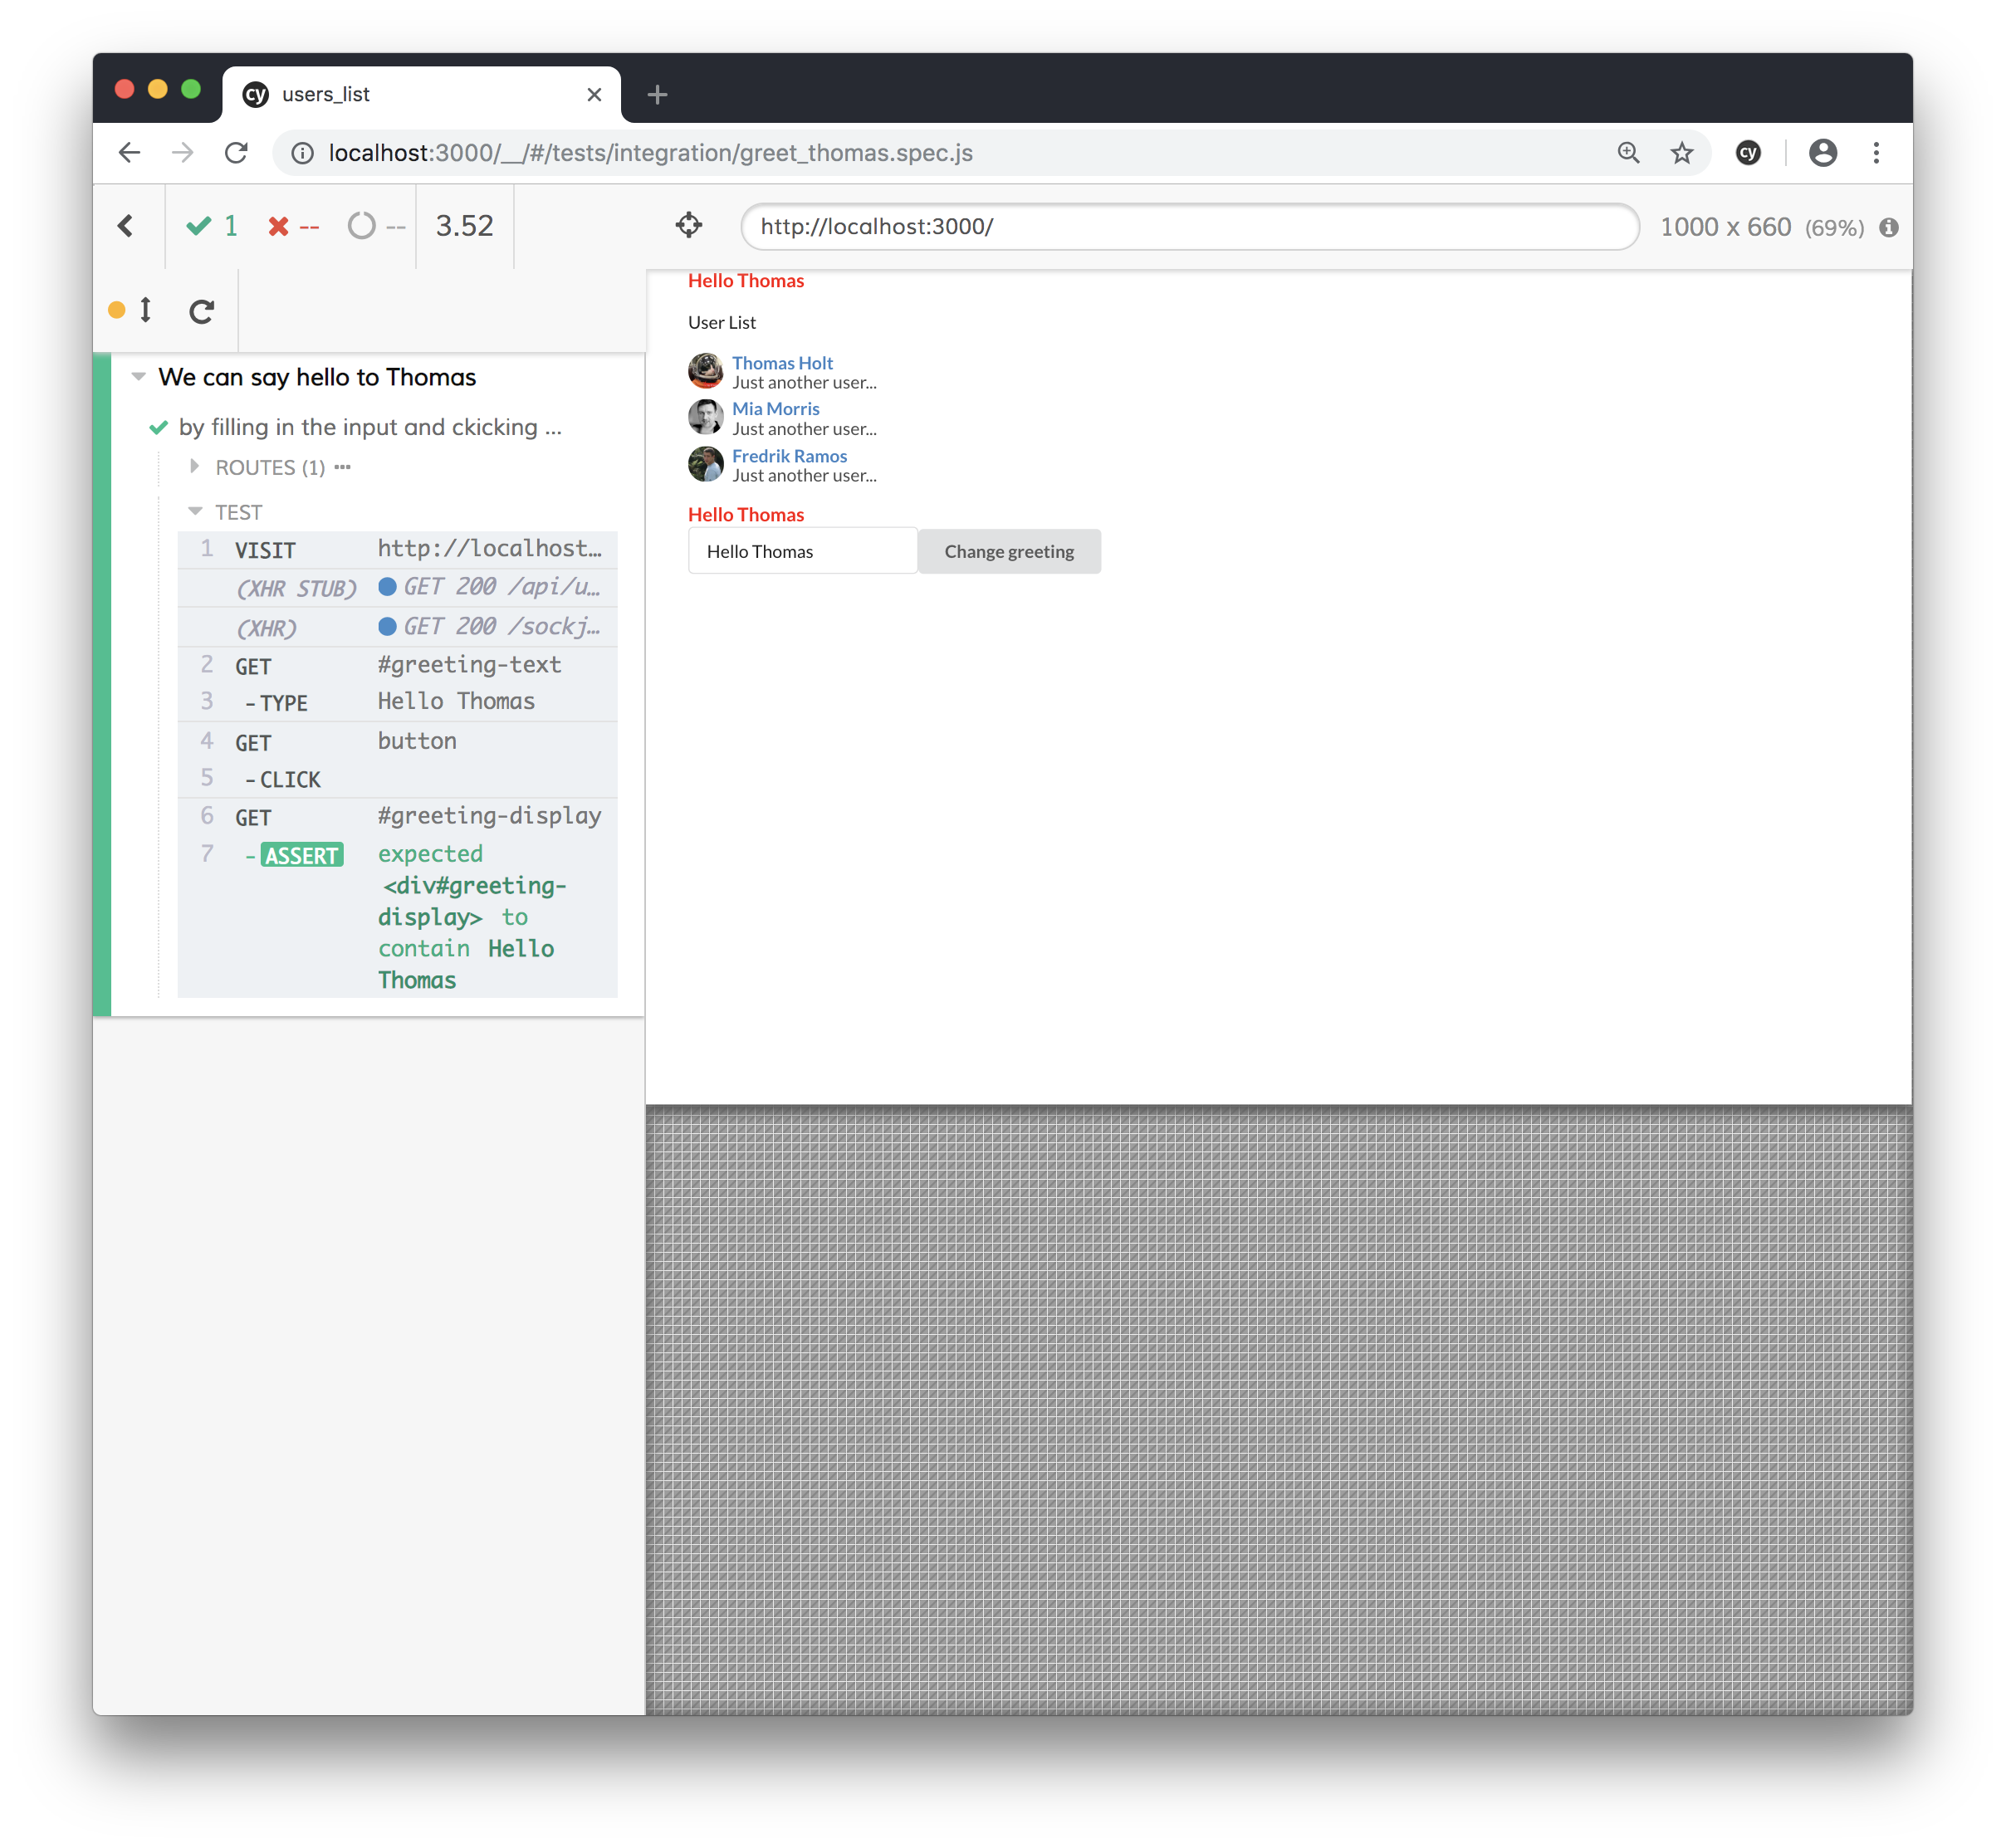 cy users_list
localhost:3000/__/#/tests/integration/greet_thomas.spec.js cy
1 -- -- 3.52 http://localhost:3000/ 1000 x 660 (69%)
We can say hello to Thomas
by filling in the input and ckicking ...
ROUTES (1)
TEST
1 VISIT http://localhost…
(XHR STUB) GET 200 /api/u…
(XHR) GET 200 /sockj…
2 GET #greeting-text
3 -TYPE Hello Thomas
4 GET button
5 -CLICK
6 GET #greeting-display
7 -ASSERT expected
<div#greeting-
display> to
contain Hello
Thomas
Hello Thomas
User List
Thomas Holt
Just another user...
Mia Morris
Just another user...
Fredrik Ramos
Just another user...
Hello Thomas
Hello Thomas Change greeting